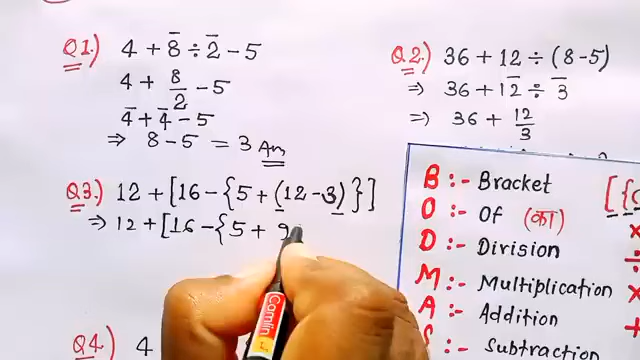 Q1.) 4 + 8 ÷ 2 - 5
4 + 8/2 - 5
4 + 4 - 5
⇒ 8 - 5 = 3 Ans
Q2.) 36 + 12 ÷ (8-5)
⇒ 36 + 12 ÷ 3
⇒ 36 + 12/3
Q3.) 12 + [16 - {5 + (12 - 3)}]
⇒ 12 + [16 - {5 + 9
Q4.) 4
B :- Bracket [{(
O :- Of (का)
D :- Division ÷
M :- Multiplication ×
A :- Addition +
S :- Subtraction
Camlin